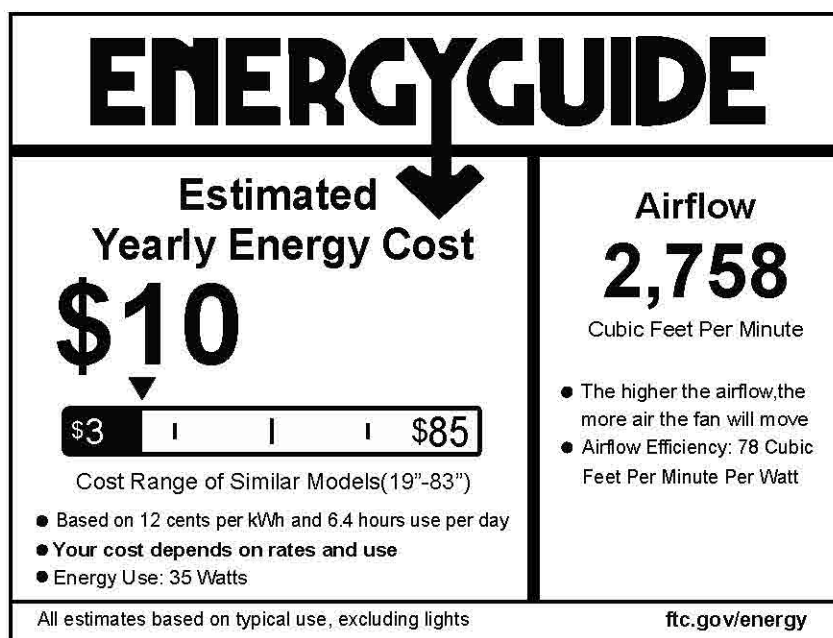 ENERGYGUIDE
Estimated
Yearly Energy Cost
$10
$3 $85
Cost Range of Similar Models(19"-83")
● Based on 12 cents per kWh and 6.4 hours use per day
● Your cost depends on rates and use
● Energy Use: 35 Watts
Airflow
2,758
Cubic Feet Per Minute
● The higher the airflow,the
more air the fan will move
● Airflow Efficiency: 78 Cubic
Feet Per Minute Per Watt
All estimates based on typical use, excluding lights
ftc.gov/energy